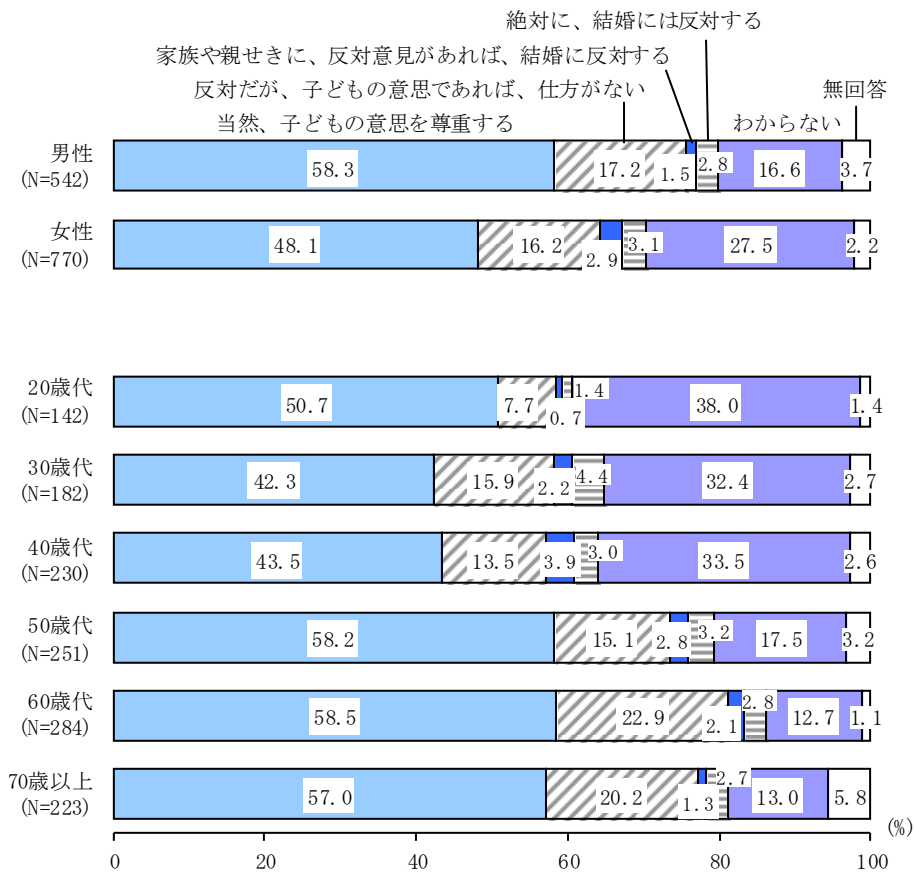 絶対に、結婚には反対する
家族や親せきに、反対意見があれば、結婚に反対する
反対だが、子どもの意思であれば、仕方がない
無回答
当然、子どもの意思を尊重する
わからない
男性
(N=542)
58.3
17.2
1.5
2.8
16.6
3.7
女性
(N=770)
48.1
16.2
2.9
3.1
27.5
2.2
20歳代
(N=142)
50.7
7.7
0.7
1.4
38.0
1.4
30歳代
(N=182)
42.3
15.9
2.2
4.4
32.4
2.7
40歳代
(N=230)
43.5
13.5
3.9
3.0
33.5
2.6
50歳代
(N=251)
58.2
15.1
2.8
3.2
17.5
3.2
60歳代
(N=284)
58.5
22.9
2.1
2.8
12.7
1.1
70歳以上
(N=223)
57.0
20.2
1.3
2.7
13.0
5.8
(%)
0 20 40 60 80 100